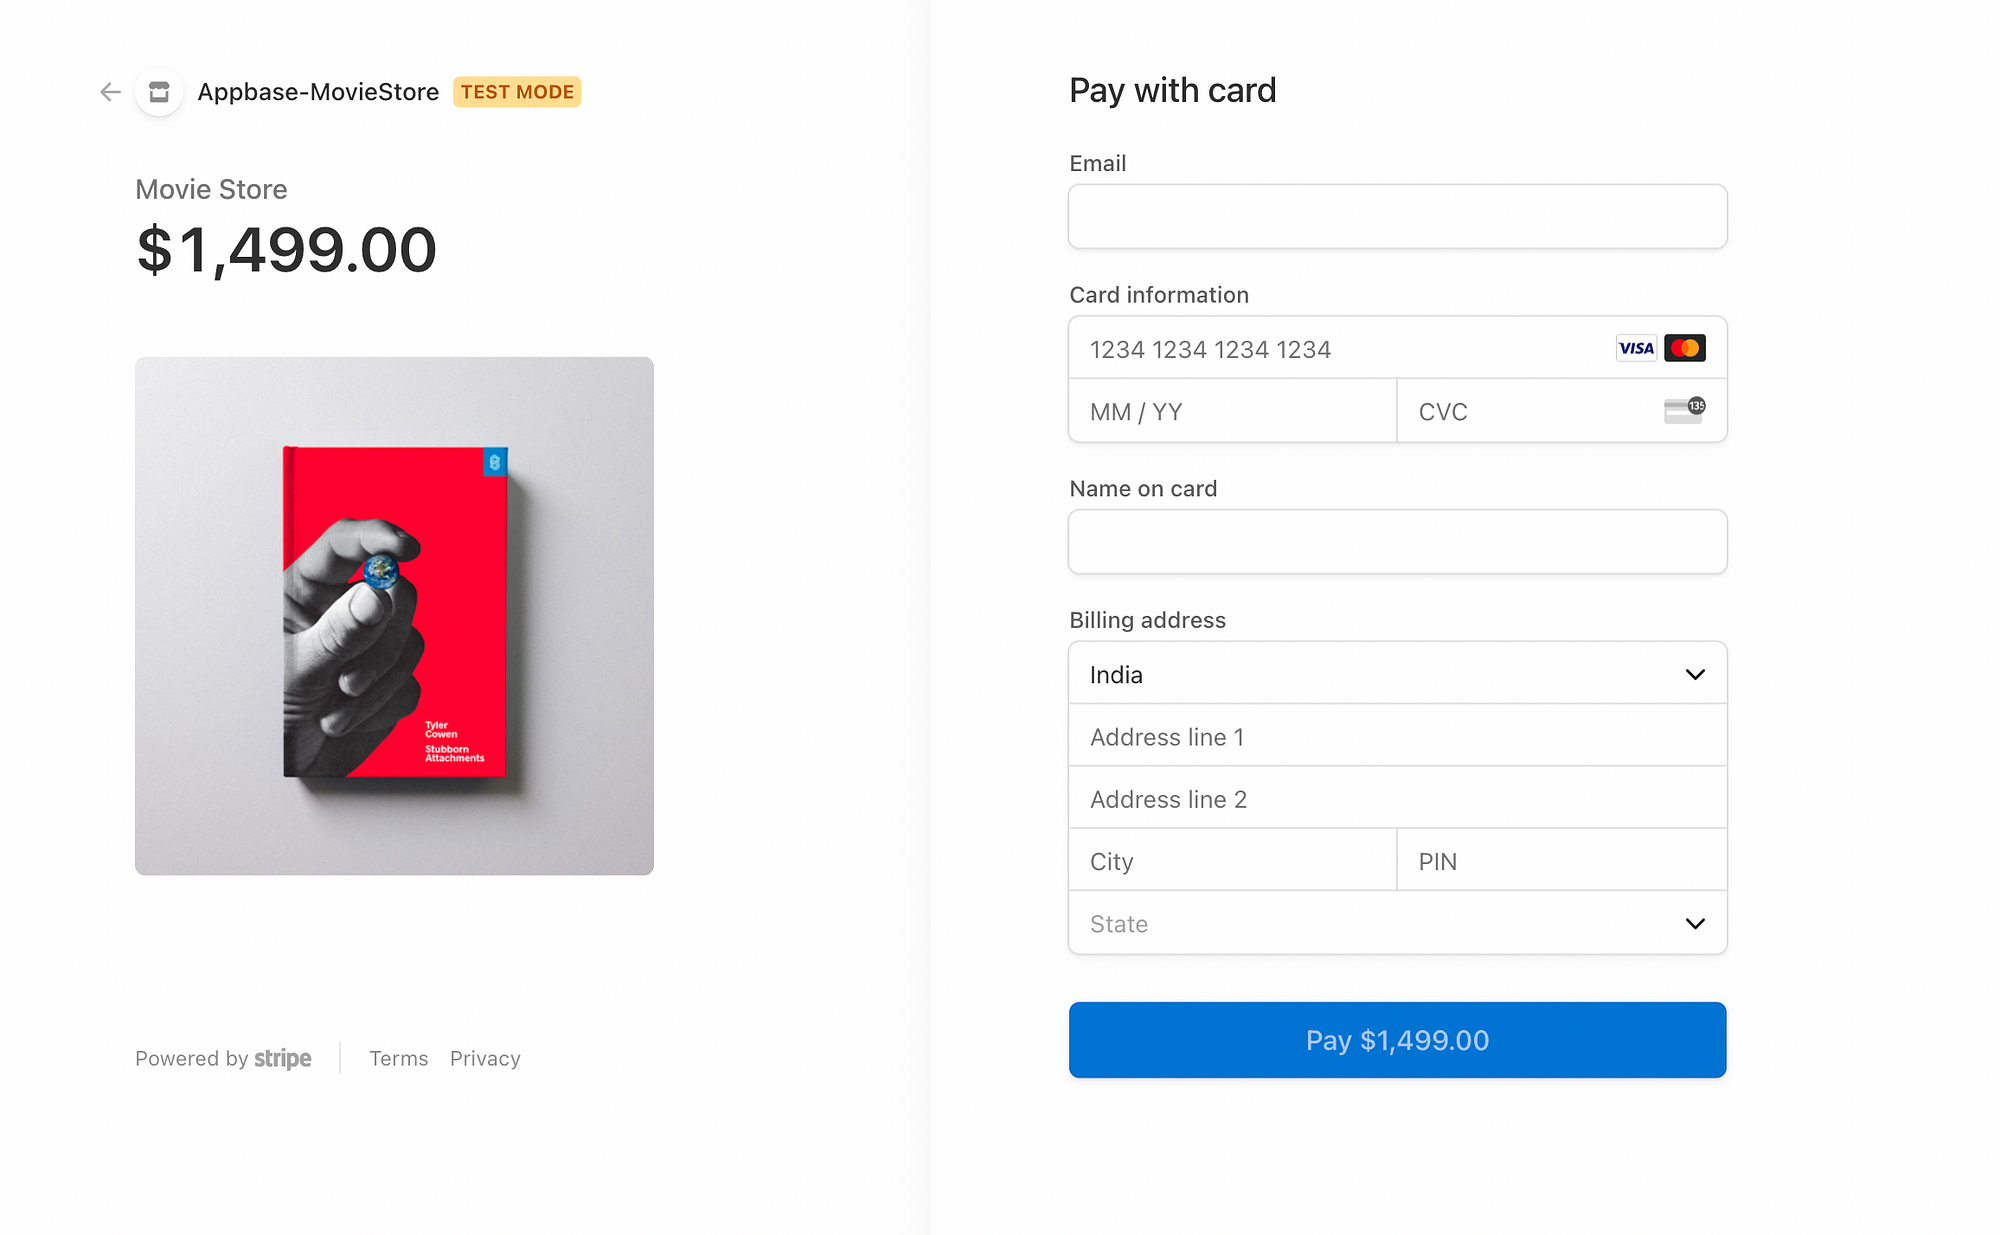 Appbase-MovieStore TEST MODE
Movie Store
$1,499.00
Tyler
Cowen
Stubborn
Attachments
Powered by stripe
Terms Privacy
Pay with card
Email
Card information
1234 1234 1234 1234 VISA
MM / YY CVC 135
Name on card
Billing address
India
Address line 1
Address line 2
City PIN
State
Pay $1,499.00